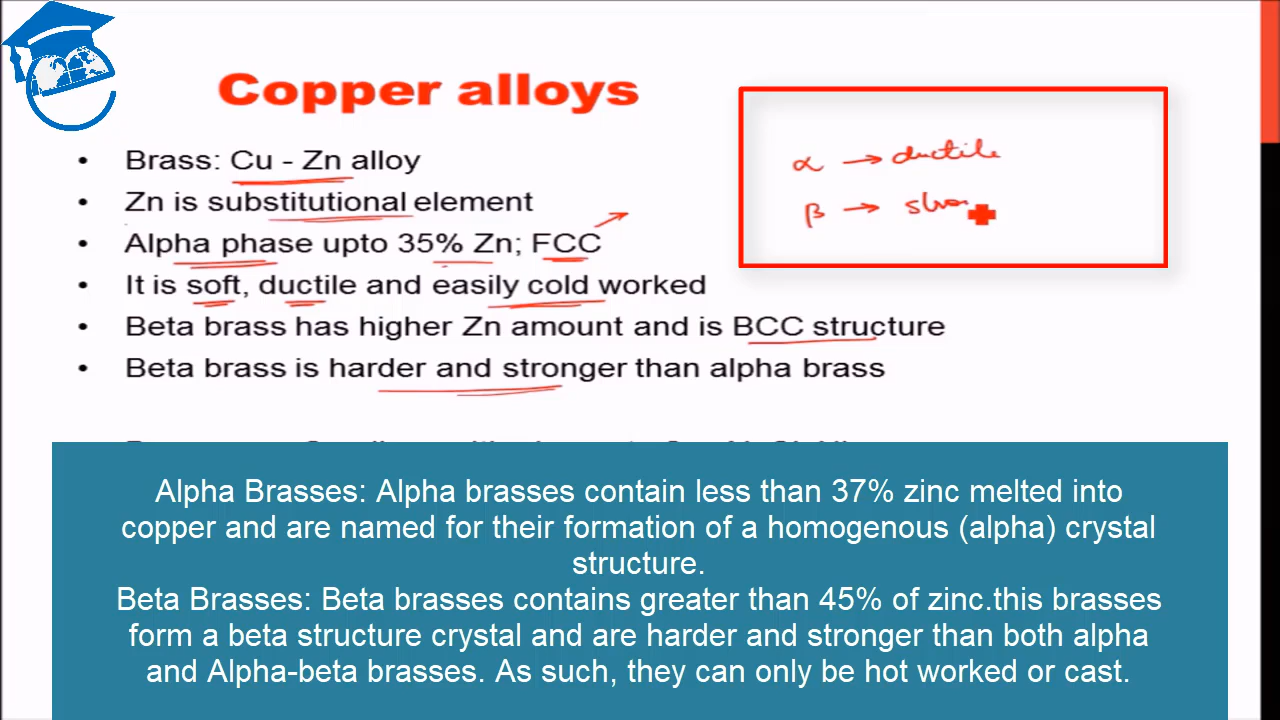 Copper alloys
• Brass: Cu - Zn alloy
• Zn is substitutional element
• Alpha phase upto 35% Zn; FCC
• It is soft, ductile and easily cold worked
• Beta brass has higher Zn amount and is BCC structure
• Beta brass is harder and stronger than alpha brass
α → ductile
β →
Alpha Brasses: Alpha brasses contain less than 37% zinc melted into
copper and are named for their formation of a homogenous (alpha) crystal
structure.
Beta Brasses: Beta brasses contains greater than 45% of zinc.this brasses
form a beta structure crystal and are harder and stronger than both alpha
and Alpha-beta brasses. As such, they can only be hot worked or cast.